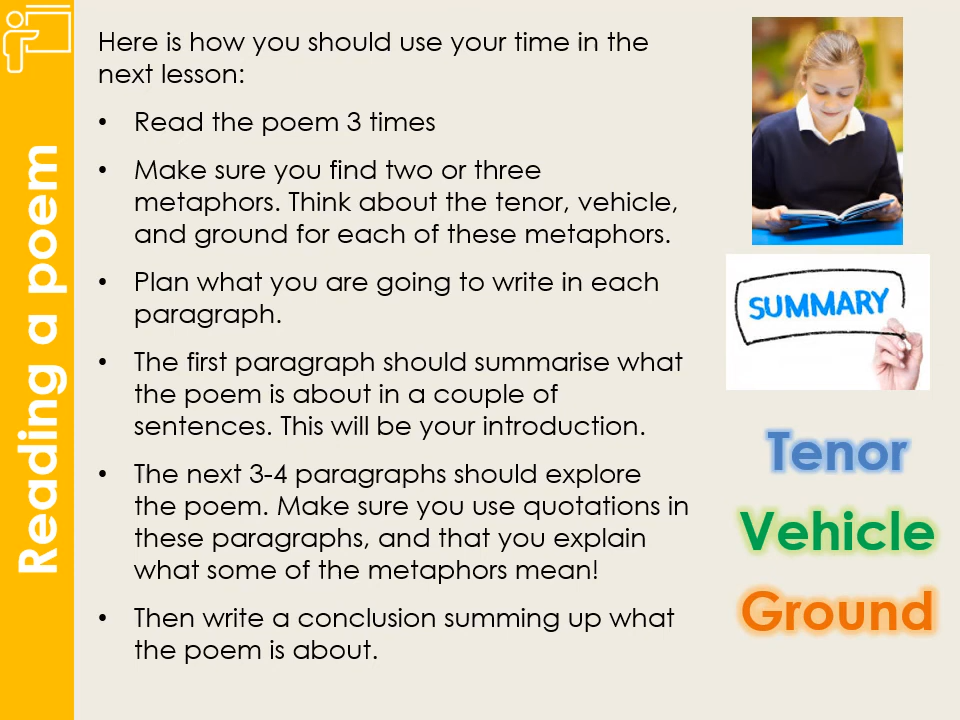 Reading a poem
Here is how you should use your time in the
next lesson:
• Read the poem 3 times
• Make sure you find two or three
metaphors. Think about the tenor, vehicle,
and ground for each of these metaphors.
• Plan what you are going to write in each
paragraph.
• The first paragraph should summarise what
the poem is about in a couple of
sentences. This will be your introduction.
• The next 3-4 paragraphs should explore
the poem. Make sure you use quotations in
these paragraphs, and that you explain
what some of the metaphors mean!
• Then write a conclusion summing up what
the poem is about.
SUMMARY
Tenor
Vehicle
Ground